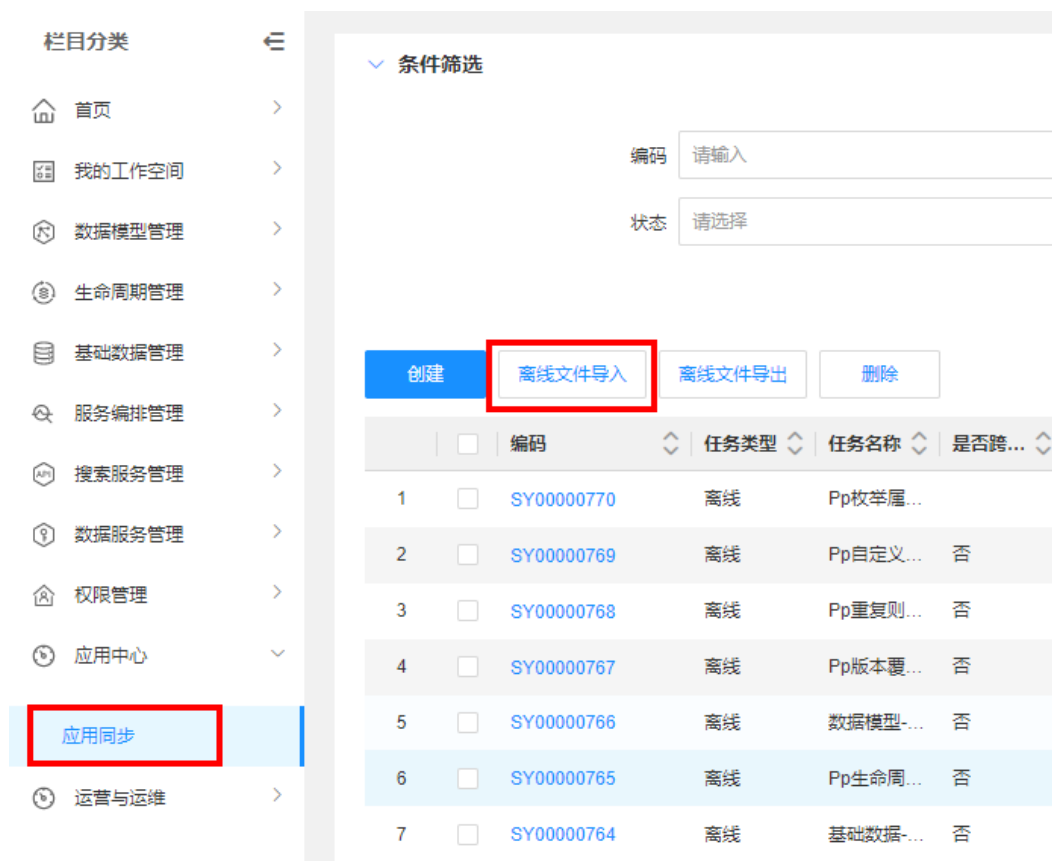 栏目分类
首页
我的工作空间
数据模型管理
生命周期管理
基础数据管理
服务编排管理
API
搜索服务管理
数据服务管理
权限管理
应用中心
应用同步
运营与运维
条件筛选
编码 请输入
状态 请选择
创建 离线文件导入 离线文件导出 删除
编码 任务类型 任务名称 是否跨...
1 SY00000770 离线 Pp枚举属...
2 SY00000769 离线 Pp自定义... 否
3 SY00000768 离线 Pp重复则... 否
4 SY00000767 离线 Pp版本覆... 否
5 SY00000766 离线 数据模型-... 否
6 SY00000765 离线 Pp生命周... 否
7 SY00000764 离线 基础数据-... 否